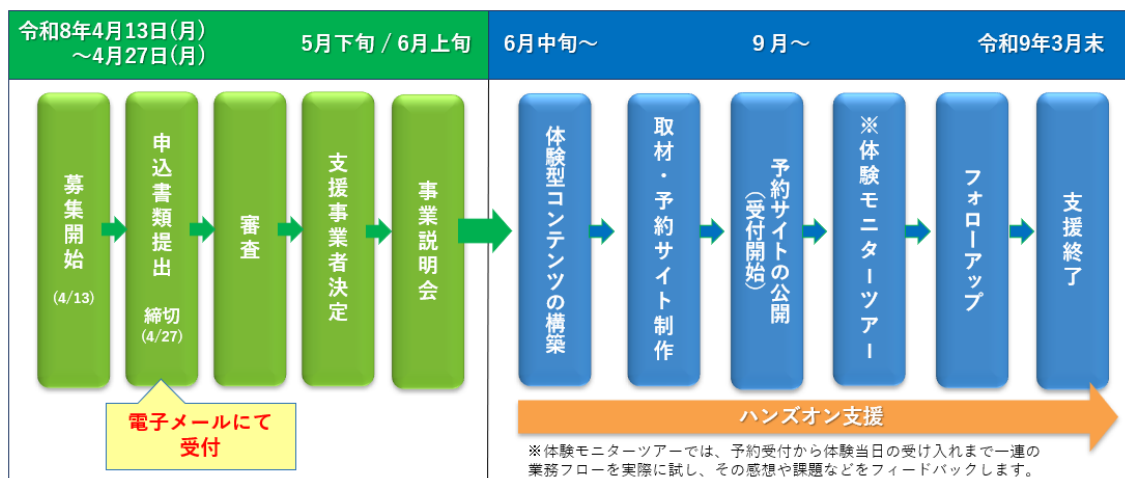 令和8年4月13日(月)
～4月27日(月)
5月下旬 / 6月上旬
6月中旬～
９月～
令和9年3月末
募集開始
(4/13)
申込書類提出
締切
(4/27)
審査
支援事業者決定
事業説明会
体験型コンテンツの構築
取材・予約サイト制作
予約サイトの公開
(受付開始)
※体験モニターツアー
フォローアップ
支援終了
電子メールにて
受付
ハンズオン支援
※体験モニターツアーでは、予約受付から体験当日の受け入れまで一連の
業務フローを実際に試し、その感想や課題などをフィードバックします。